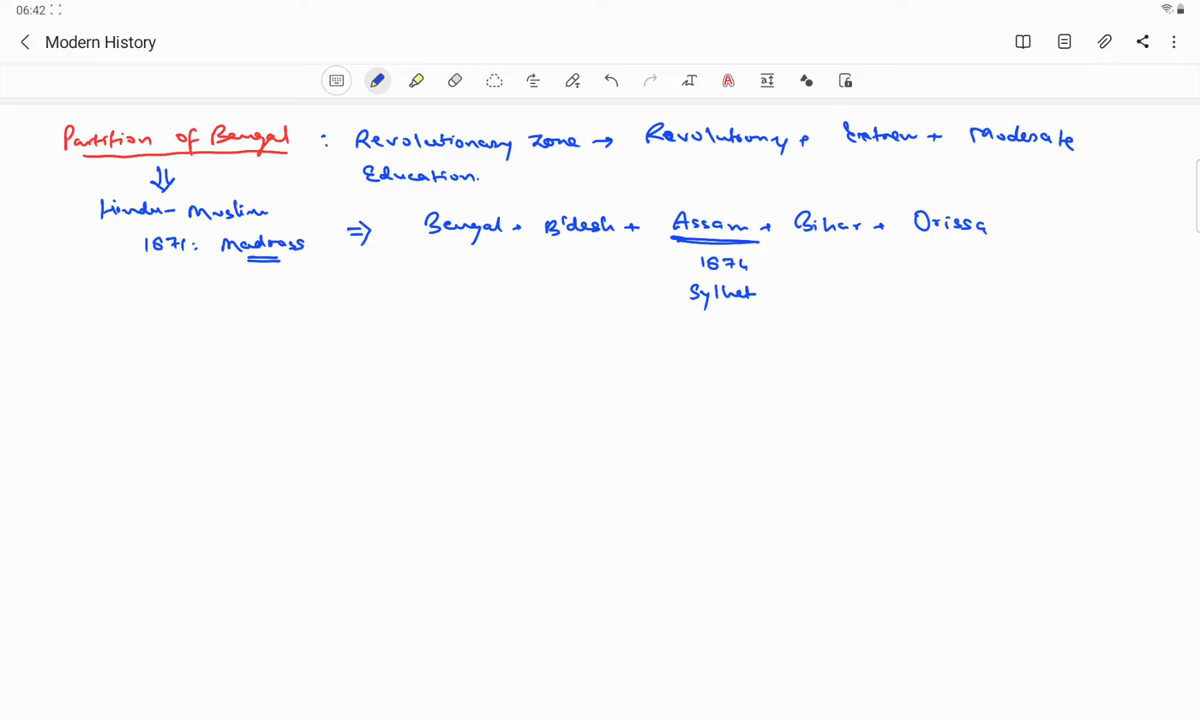 06:42
Modern History
Partition of Bengal : Revolutionary Zone → Revolutionary + Extrem + Moderate
Education.
Hindu - Muslim
1871: Madrass ⇒ Bengal + B'desh + Assam + Bihar + Orissa
1874
Sylhet